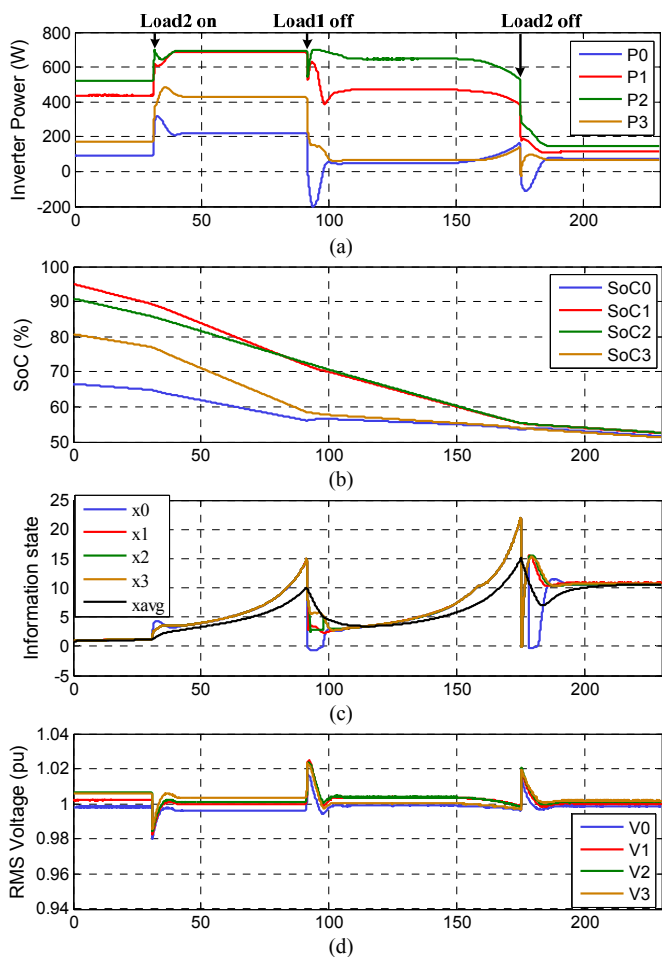 Load2 on
Load1 off
Load2 off
Inverter Power (W)
800
600
400
200
0
-200
P0
P1
P2
P3
0
50
100
150
200
(a)
SoC (%)
100
90
80
70
60
50
SoC0
SoC1
SoC2
SoC3
0
50
100
150
200
(b)
Information state
25
20
15
10
5
0
-5
x0
x1
x2
x3
xavg
0
50
100
150
200
(c)
RMS Voltage (pu)
1.04
1.02
1
0.98
0.96
0.94
V0
V1
V2
V3
0
50
100
150
200
(d)